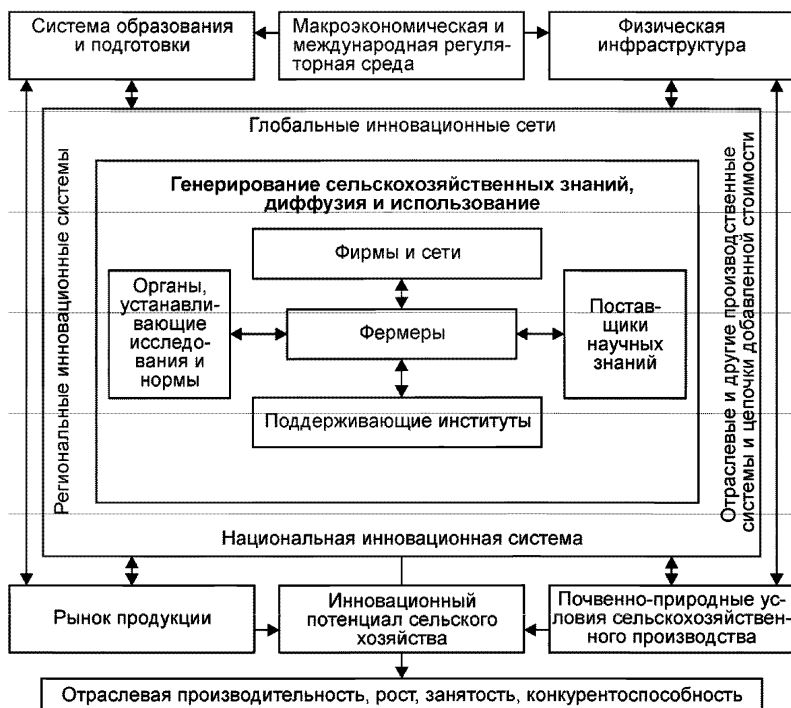 Система образования
и подготовки
Макроэкономическая и
международная регуля-
торная среда
Физическая
инфраструктура
Глобальные инновационные сети
Региональные инновационные системы
Отраслевые и другие производственные
системы и цепочки добавленной стоимости
Генерирование сельскохозяйственных знаний,
диффузия и использование
Фирмы и сети
Органы,
устанавли-
вающие
исследо-
вания и
нормы
Фермеры
Постав-
щики
научных
знаний
Поддерживающие институты
Национальная инновационная система
Рынок продукции
Инновационный
потенциал сельского
хозяйства
Почвенно-природные ус-
ловия сельскохозяйствен-
ного производства
Отраслевая производительность, рост, занятость, конкурентоспособность